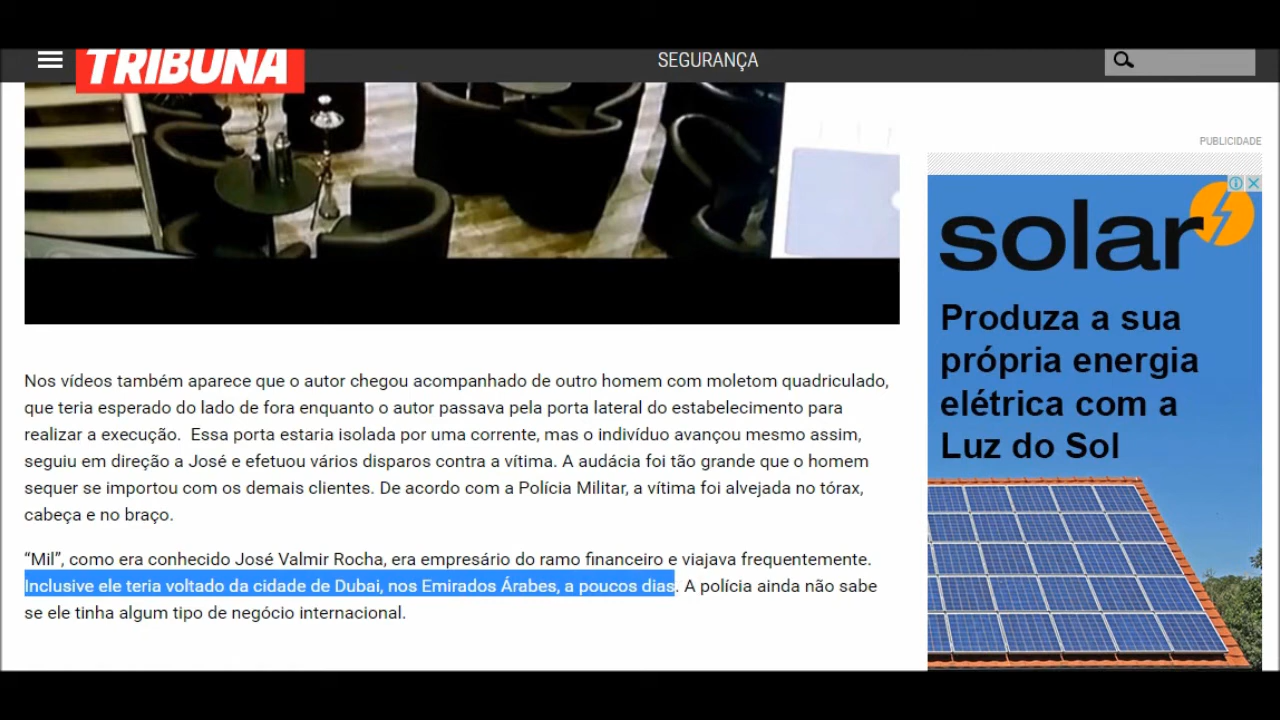 TRIBUNA
SEGURANÇA
PUBLICIDADE
solar
Produza a sua
própria energia
elétrica com a
Luz do Sol
Nos vídeos também aparece que o autor chegou acompanhado de outro homem com moletom quadriculado,
que teria esperado do lado de fora enquanto o autor passava pela porta lateral do estabelecimento para
realizar a execução. Essa porta estaria isolada por uma corrente, mas o indivíduo avançou mesmo assim,
seguiu em direção a José e efetuou vários disparos contra a vítima. A audácia foi tão grande que o homem
sequer se importou com os demais clientes. De acordo com a Polícia Militar, a vítima foi alvejada no tórax,
cabeça e no braço.
“Mil”, como era conhecido José Valmir Rocha, era empresário do ramo financeiro e viajava frequentemente.
Inclusive ele teria voltado da cidade de Dubai, nos Emirados Árabes, a poucos dias. A polícia ainda não sabe
se ele tinha algum tipo de negócio internacional.